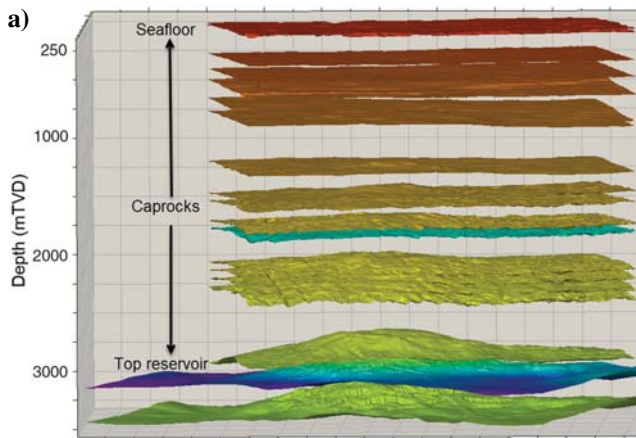 a)
Seafloor
250
1000
Caprocks
Depth (mTVD)
2000
Top reservoir
3000